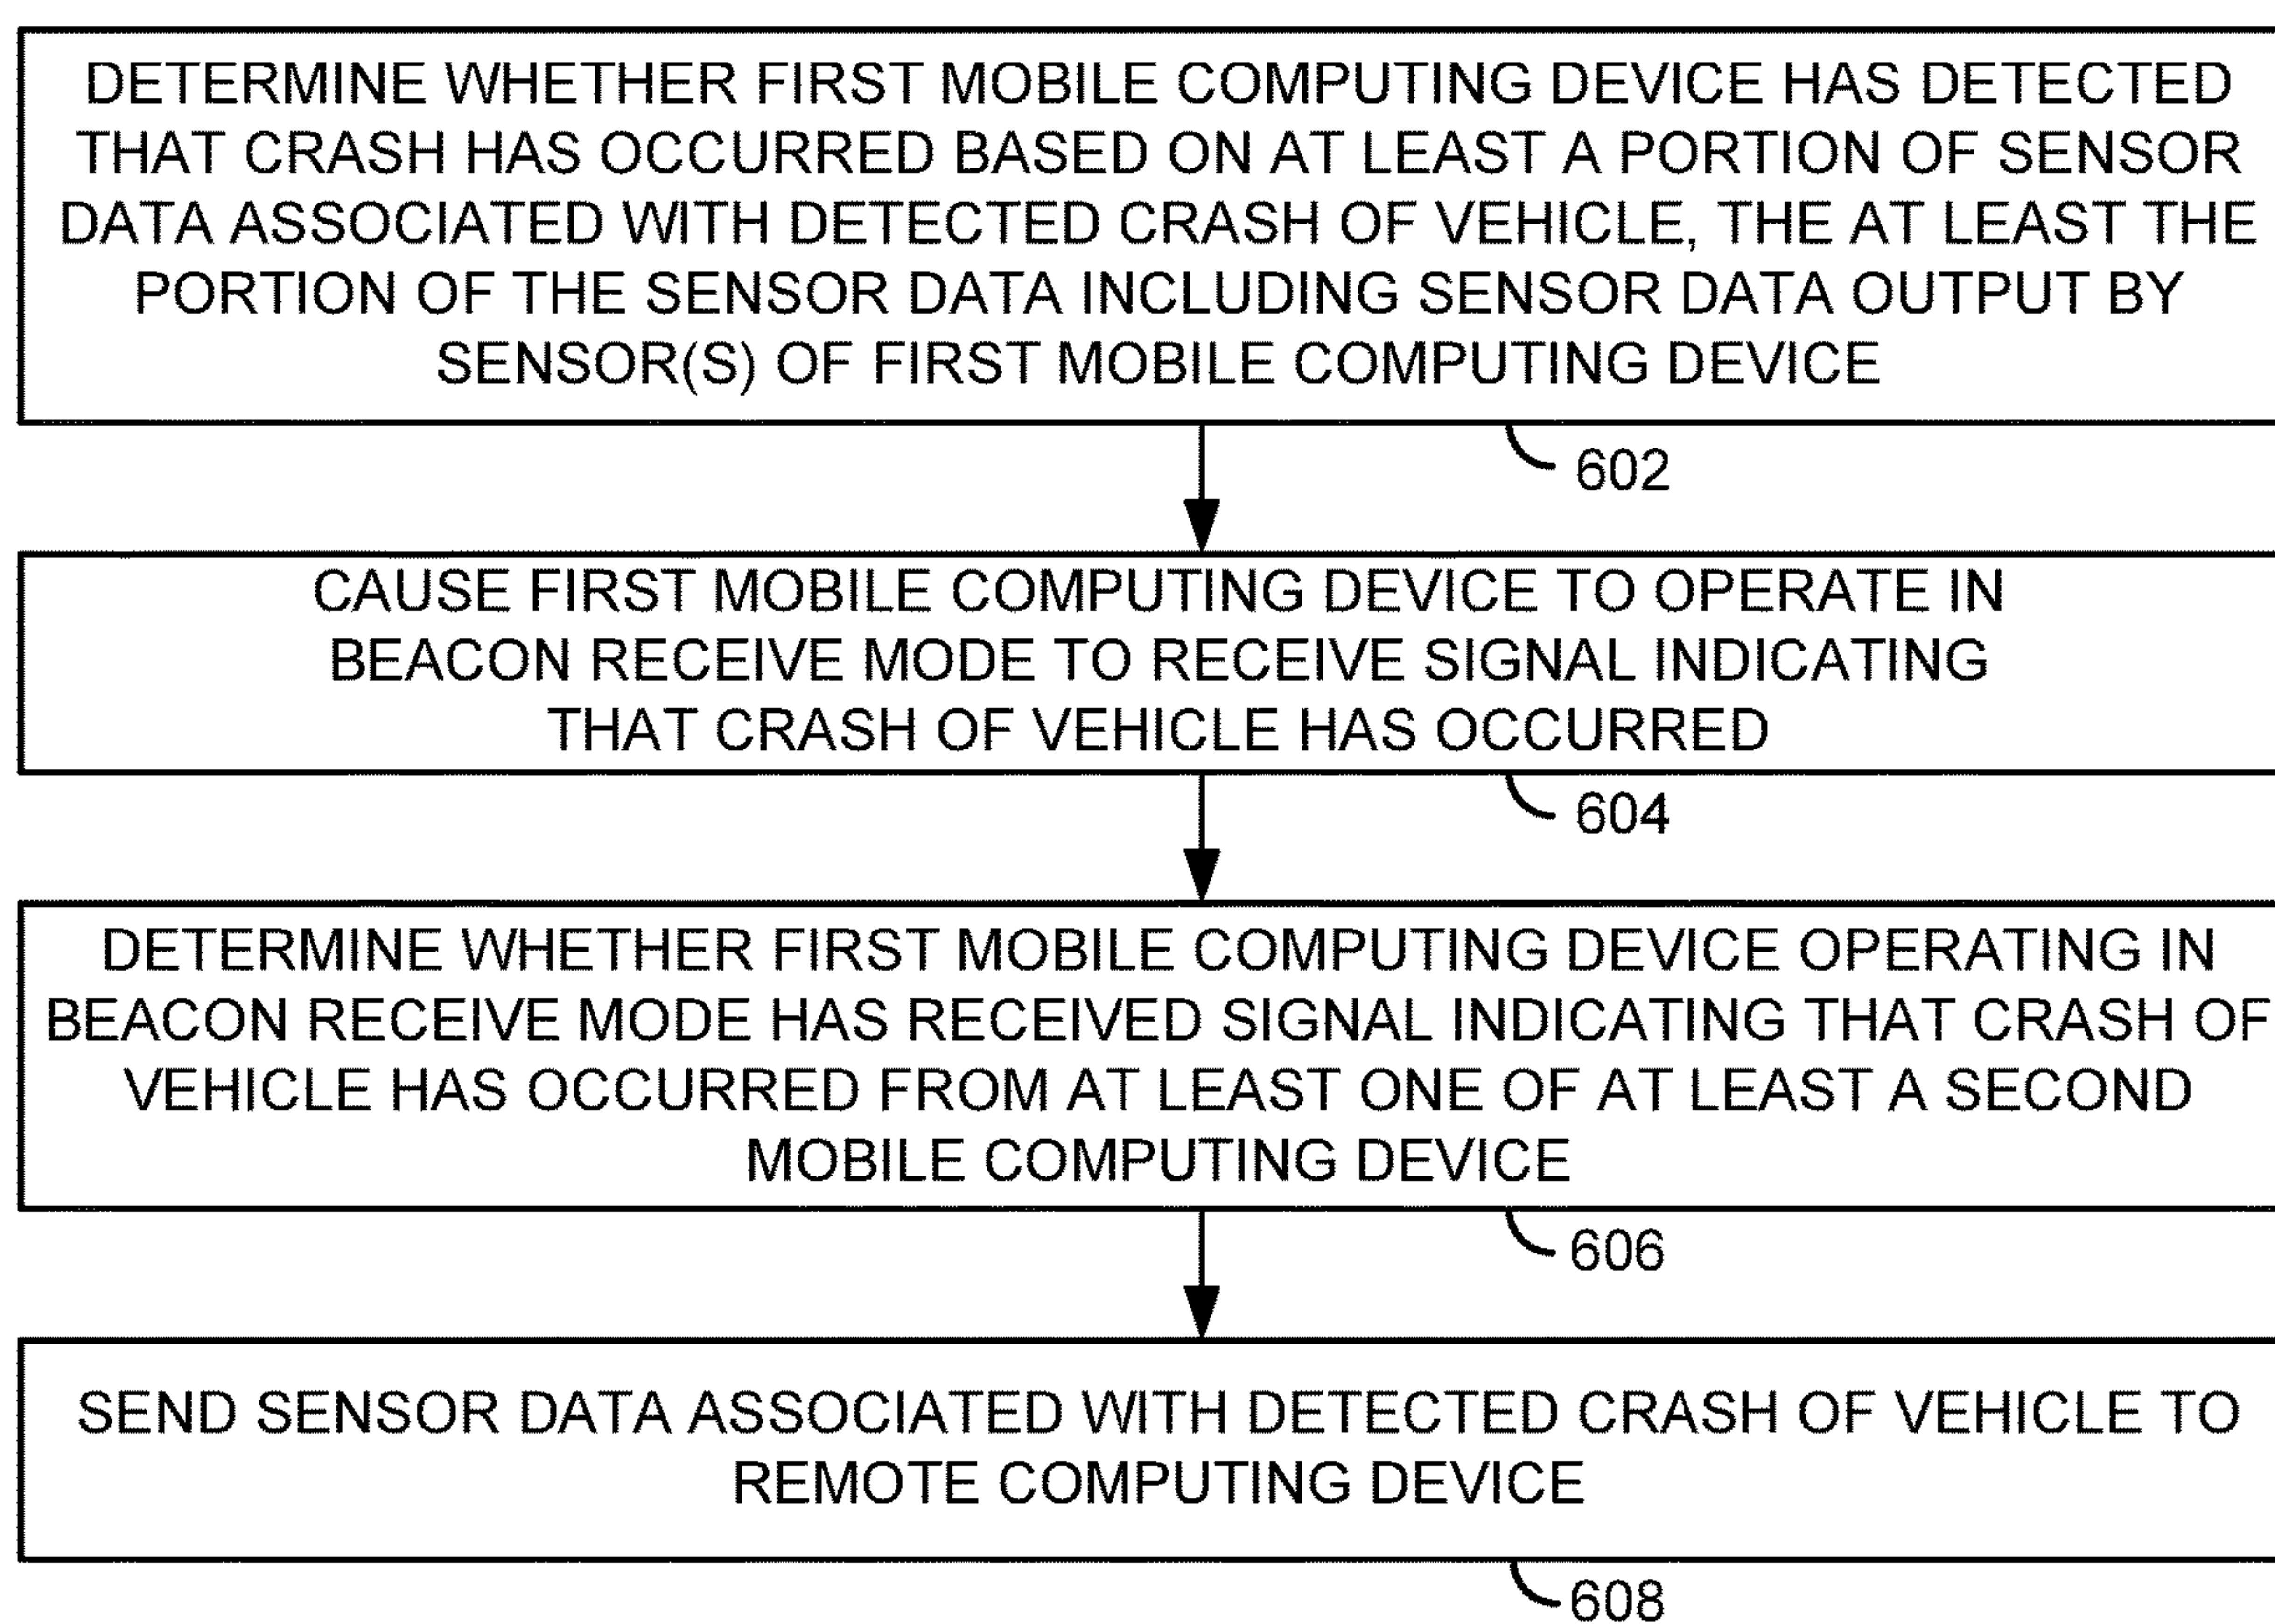 DETERMINE WHETHER FIRST MOBILE COMPUTING DEVICE HAS DETECTED
THAT CRASH HAS OCCURRED BASED ON AT LEAST A PORTION OF SENSOR
DATA ASSOCIATED WITH DETECTED CRASH OF VEHICLE, THE AT LEAST THE
PORTION OF THE SENSOR DATA INCLUDING SENSOR DATA OUTPUT BY
SENSOR(S) OF FIRST MOBILE COMPUTING DEVICE
602
CAUSE FIRST MOBILE COMPUTING DEVICE TO OPERATE IN
BEACON RECEIVE MODE TO RECEIVE SIGNAL INDICATING
THAT CRASH OF VEHICLE HAS OCCURRED
604
DETERMINE WHETHER FIRST MOBILE COMPUTING DEVICE OPERATING IN
BEACON RECEIVE MODE HAS RECEIVED SIGNAL INDICATING THAT CRASH OF
VEHICLE HAS OCCURRED FROM AT LEAST ONE OF AT LEAST A SECOND
MOBILE COMPUTING DEVICE
606
SEND SENSOR DATA ASSOCIATED WITH DETECTED CRASH OF VEHICLE TO
REMOTE COMPUTING DEVICE
608